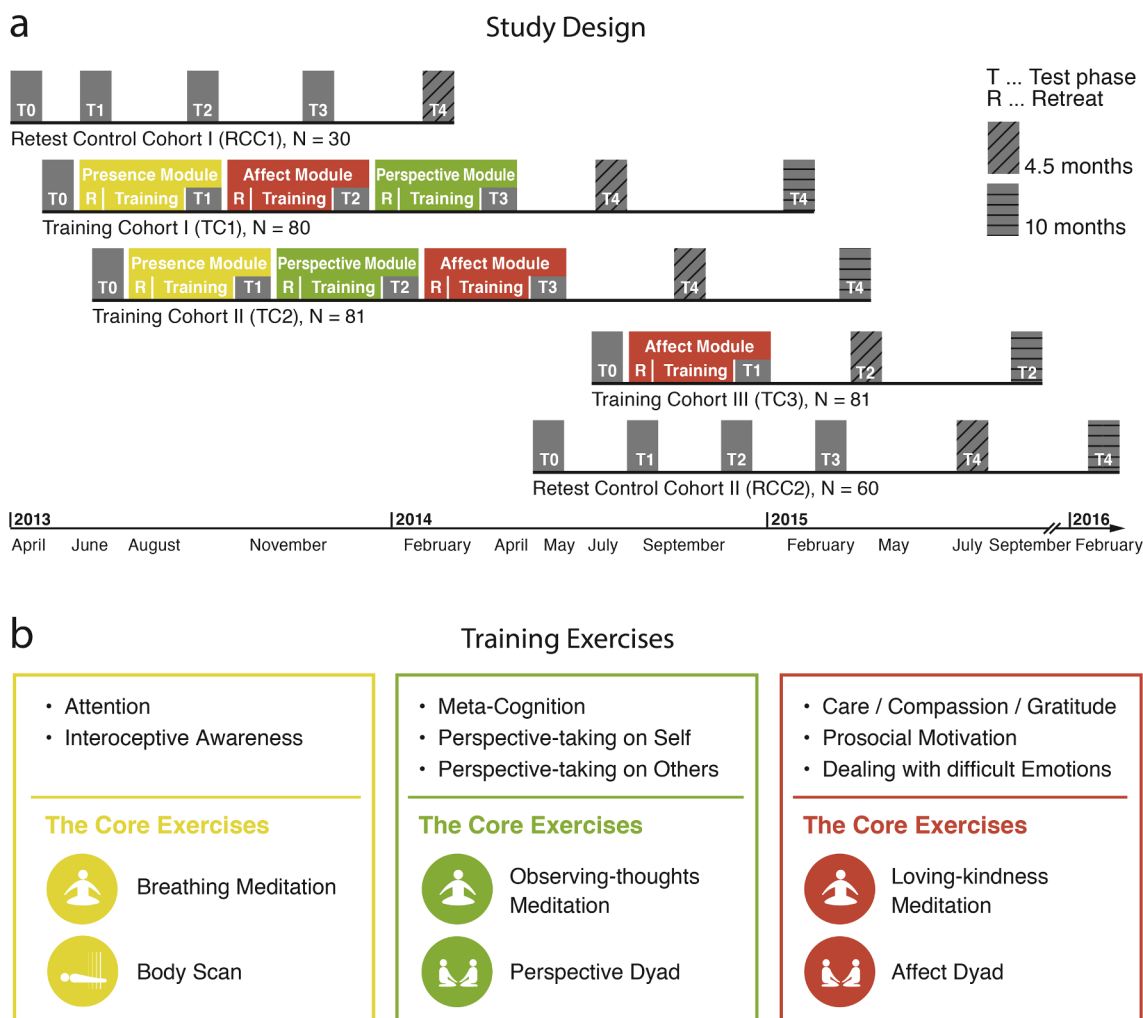 a
Study Design
T ... Test phase
R ... Retreat
4.5 months
10 months
T0 T1 T2 T3 T4
Retest Control Cohort I (RCC1), N = 30
Presence Module Affect Module Perspective Module
T0 R Training T1 R Training T2 R Training T3 T4 T4
Training Cohort I (TC1), N = 80
Presence Module Perspective Module Affect Module
T0 R Training T1 R Training T2 R Training T3 T4 T4
Training Cohort II (TC2), N = 81
Affect Module
T0 R Training T1 T2 T2
Training Cohort III (TC3), N = 81
T0 T1 T2 T3 T4 T4
Retest Control Cohort II (RCC2), N = 60
2013 2014 2015 2016
April June August November February April May July September February May July September February
b
Training Exercises
• Attention
• Interoceptive Awareness
The Core Exercises
Breathing Meditation
Body Scan
• Meta-Cognition
• Perspective-taking on Self
• Perspective-taking on Others
The Core Exercises
Observing-thoughts
Meditation
Perspective Dyad
• Care / Compassion / Gratitude
• Prosocial Motivation
• Dealing with difficult Emotions
The Core Exercises
Loving-kindness
Meditation
Affect Dyad